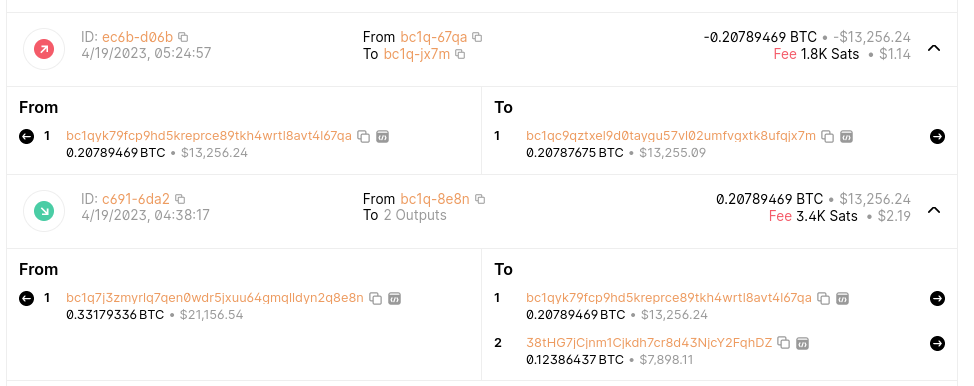 ID: ec6b-d06b From bc1q-67qa -0.20789469 BTC • -$13,256.24
4/19/2023, 05:24:57 To bc1q-jx7m Fee 1.8K Sats • $1.14
From To
1 bc1qyk79fcp9hd5kreprce89tkh4wrtl8avt4l67qa 1 bc1qc9qztxel9d0taygu57vl02umfvgxtk8ufqjx7m
0.20789469 BTC • $13,256.24 0.20787675 BTC • $13,255.09
ID: c691-6da2 From bc1q-8e8n 0.20789469 BTC • $13,256.24
4/19/2023, 04:38:17 To 2 Outputs Fee 3.4K Sats • $2.19
From To
1 bc1q7j3zmyrlq7qen0wdr5jxuu64gmqlldyn2q8e8n 1 bc1qyk79fcp9hd5kreprce89tkh4wrtl8avt4l67qa
0.33179336 BTC • $21,156.54 0.20789469 BTC • $13,256.24
2 38tHG7jCjnm1Cjkdh7cr8d43NjcY2FqhDZ
0.12386437 BTC • $7,898.11